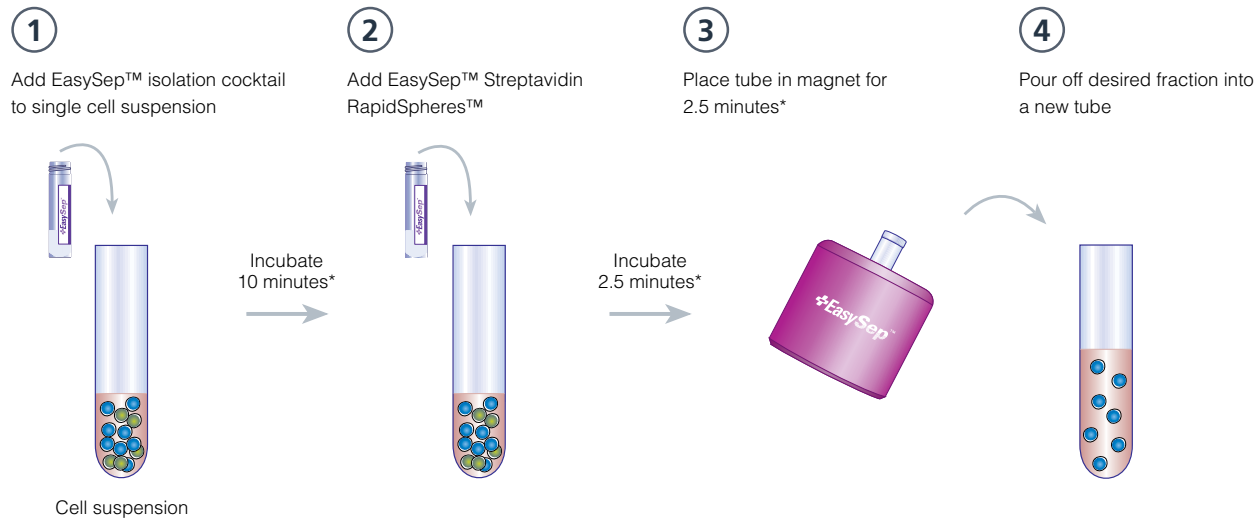 1
Add EasySep™ isolation cocktail
to single cell suspension
2
Add EasySep™ Streptavidin
RapidSpheres™
3
Place tube in magnet for
2.5 minutes*
4
Pour off desired fraction into
a new tube
EasySep
Incubate
10 minutes*
EasySep
Incubate
2.5 minutes*
EasySep™
Cell suspension